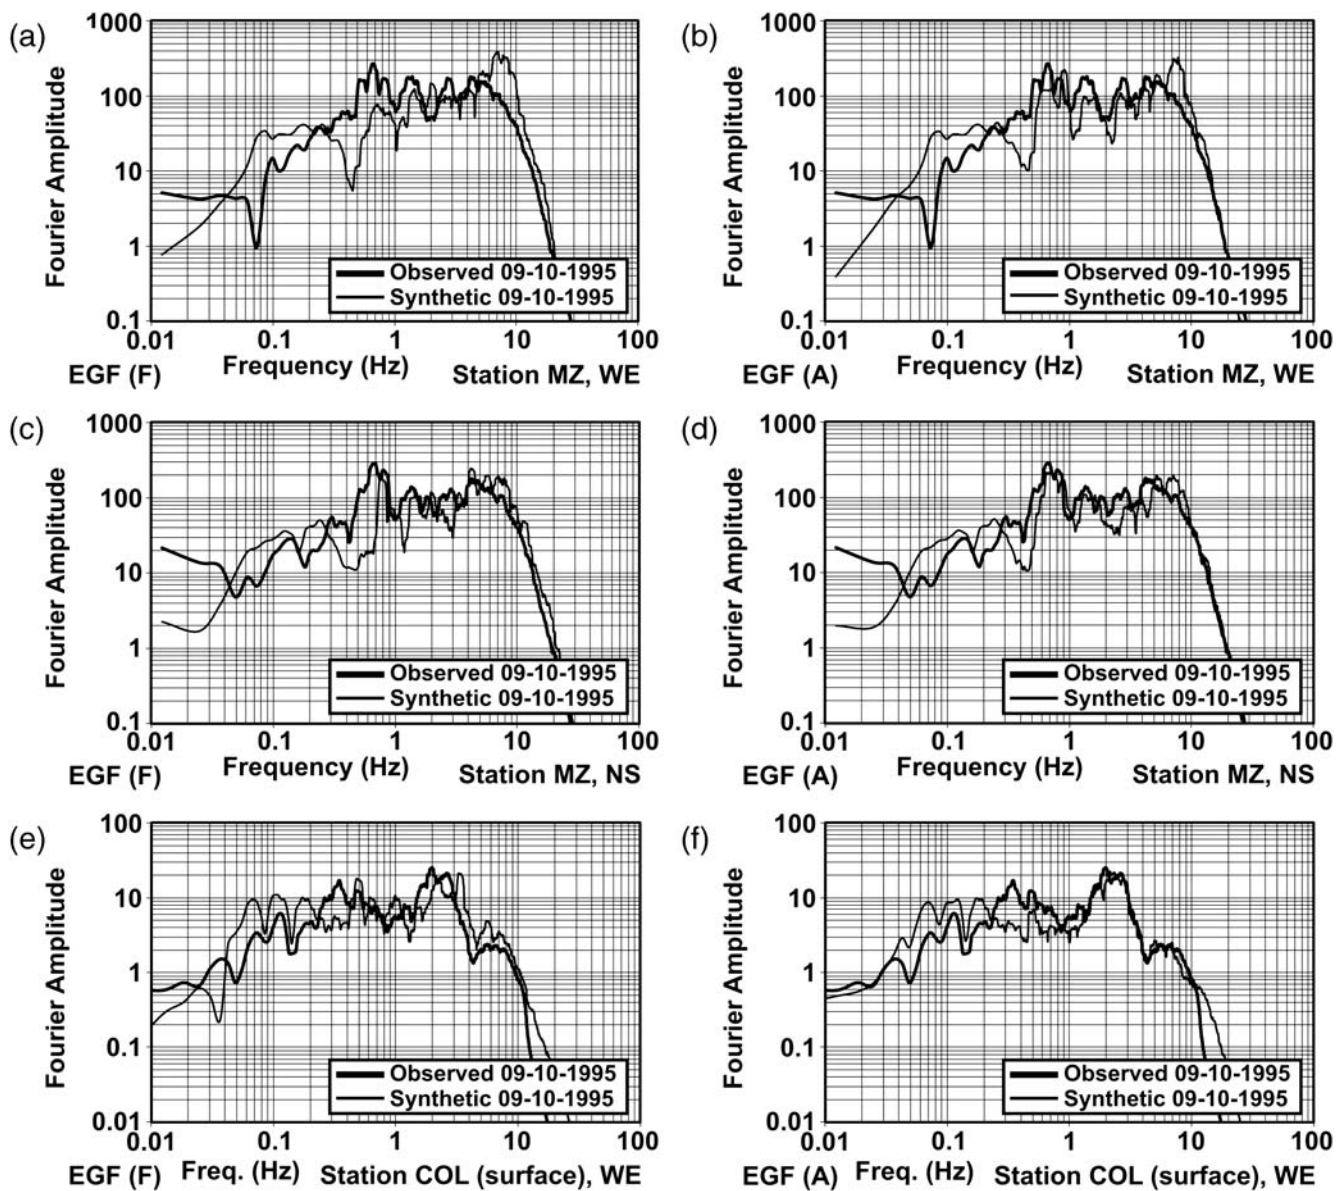 (a)
Fourier Amplitude
1000
100
10
1
0.1
0.01 0.1 1 10 100
Observed 09-10-1995
Synthetic 09-10-1995
EGF (F) Frequency (Hz) Station MZ, WE
(b)
Fourier Amplitude
1000
100
10
1
0.1
0.01 0.1 1 10 100
Observed 09-10-1995
Synthetic 09-10-1995
EGF (A) Frequency (Hz) Station MZ, WE
(c)
Fourier Amplitude
1000
100
10
1
0.1
0.01 0.1 1 10 100
Observed 09-10-1995
Synthetic 09-10-1995
EGF (F) Frequency (Hz) Station MZ, NS
(d)
Fourier Amplitude
1000
100
10
1
0.1
0.01 0.1 1 10 100
Observed 09-10-1995
Synthetic 09-10-1995
EGF (A) Frequency (Hz) Station MZ, NS
(e)
Fourier Amplitude
100
10
1
0.1
0.01
0.01 0.1 1 10 100
Observed 09-10-1995
Synthetic 09-10-1995
EGF (F) Freq. (Hz) Station COL (surface), WE
(f)
Fourier Amplitude
100
10
1
0.1
0.01
0.01 0.1 1 10 100
Observed 09-10-1995
Synthetic 09-10-1995
EGF (A) Freq. (Hz) Station COL (surface), WE